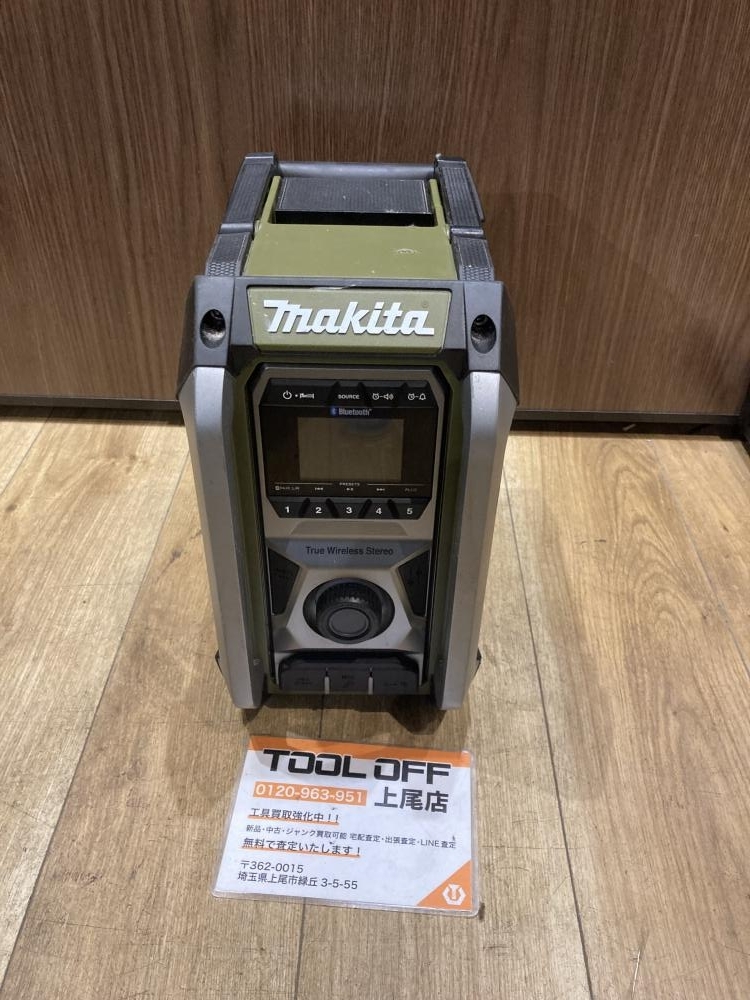 makita®
SOURCE
Bluetooth®
PRESETS
1 2 3 4 5
True Wireless Stereo
TOOL OFF
0120-963-951 上尾店
工具買取強化中!!
新品・中古・ジャンク買取可能 宅配査定・出張査定・LINE査定
無料で査定いたします!
〒362-0015
埼玉県上尾市緑丘 3-5-55